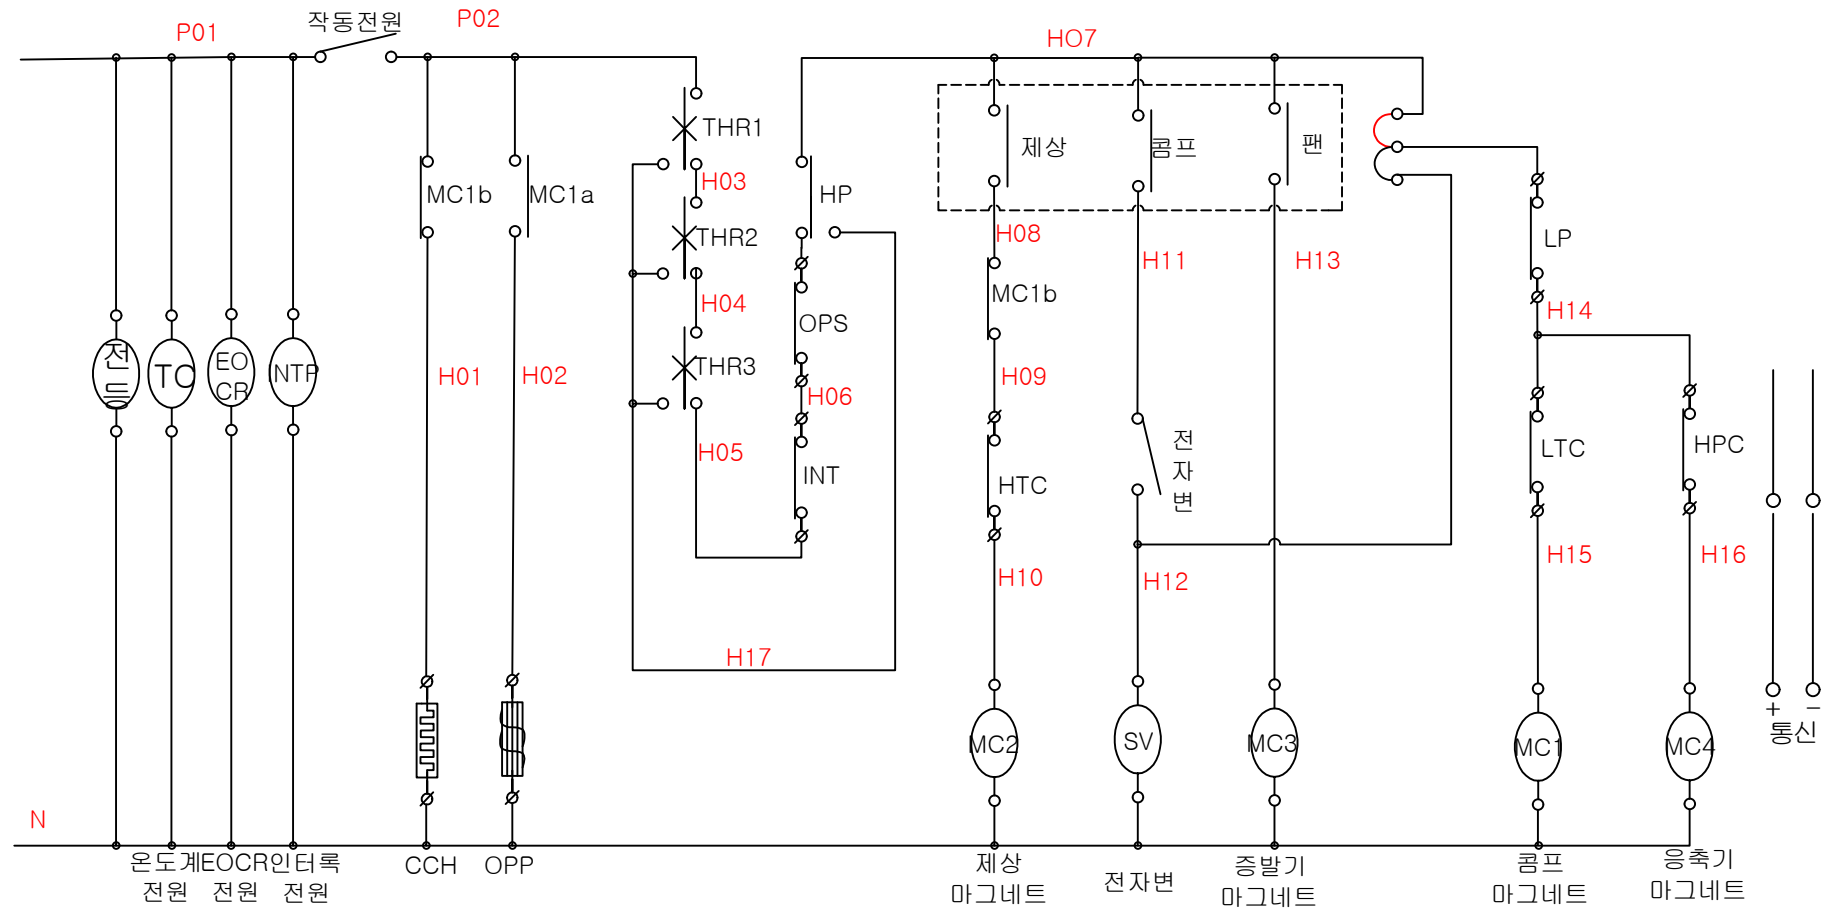 P01
작동전원
P02
HO7
THR1
제상
콤프
팬
MC1b
MC1a
H03
HP
THR2
H08
LP
H11
H13
MC1b
H04
OPS
H14
전등
TC
EO
CR
INTP
H01
H02
THR3
H06
H09
H05
INT
HTC
전
자
변
LTC
HPC
H10
H12
H15
H16
H17
+
-
통신
MC2
SV
MC3
MC1
MC4
N
온도계
전원
EOCR
전원
인터록
전원
CCH
OPP
제상
마그네트
전자변
증발기
마그네트
콤프
마그네트
응축기
마그네트